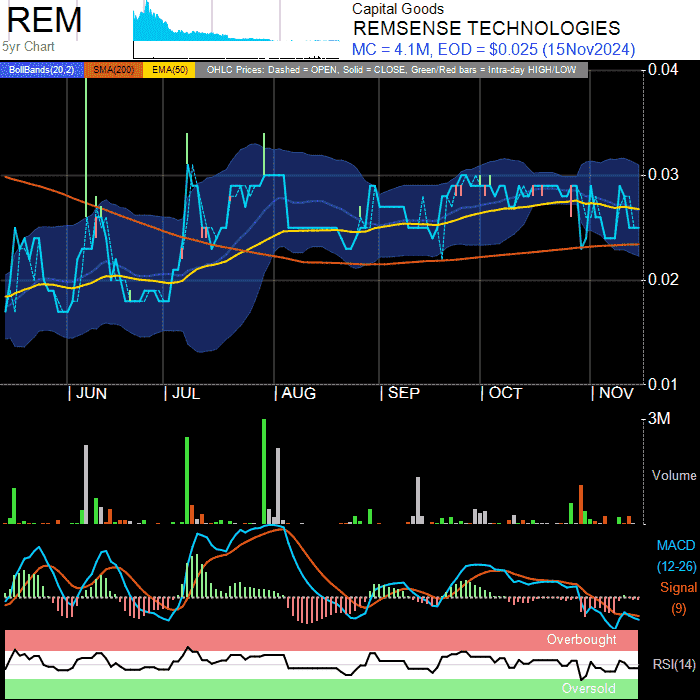 REM
5yr Chart
Capital Goods
REMSENSE TECHNOLOGIES
MC = 4.1M, EOD = $0.025 (15Nov2024)
BollBands(20,2) SMA(200) EMA(50) OHLC Prices: Dashed = OPEN, Solid = CLOSE, Green/Red bars = Intra-day HIGH/LOW
0.04
0.03
0.02
0.01
JUN JUL AUG SEP OCT NOV
3M
Volume
MACD
(12-26)
Signal
(9)
Overbought
RSI(14)
Oversold